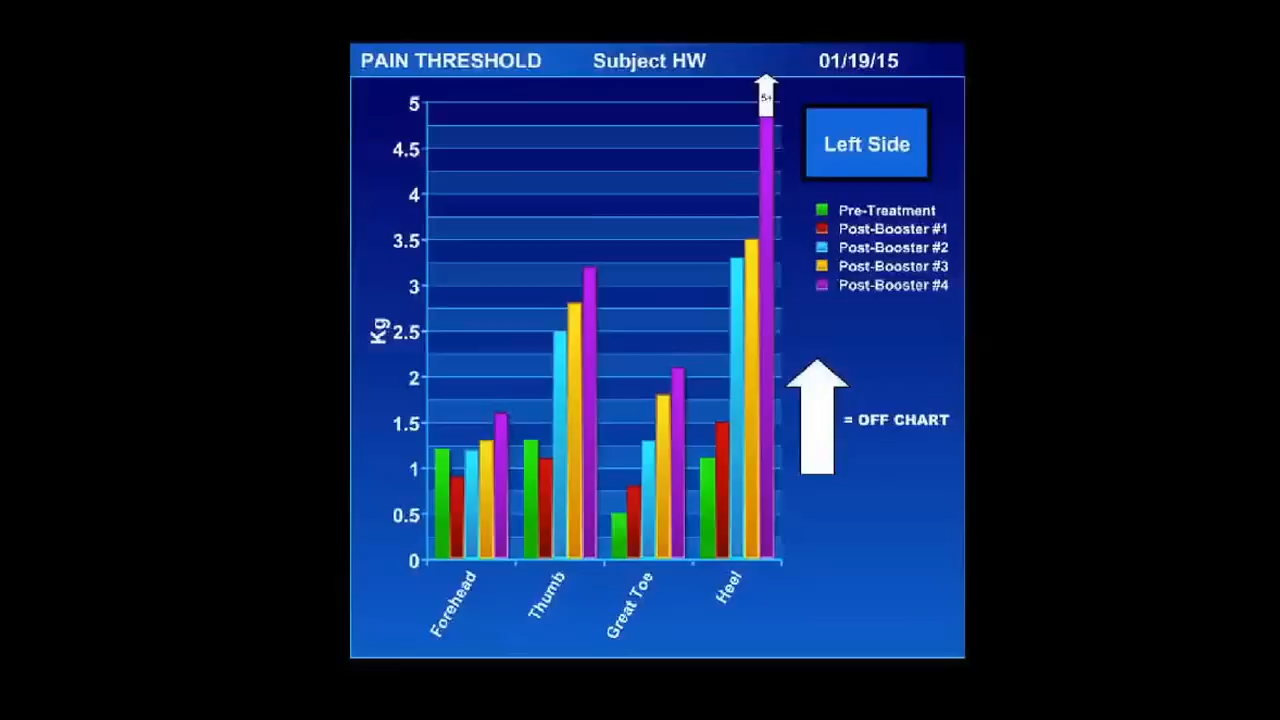 PAIN THRESHOLD Subject HW 01/19/15
5+
Left Side
5
4.5
4
3.5
3
2.5
2
1.5
1
0.5
0
Kg
Pre-Treatment
Post-Booster #1
Post-Booster #2
Post-Booster #3
Post-Booster #4
= OFF CHART
Forehead
Thumb
Great Toe
Heel